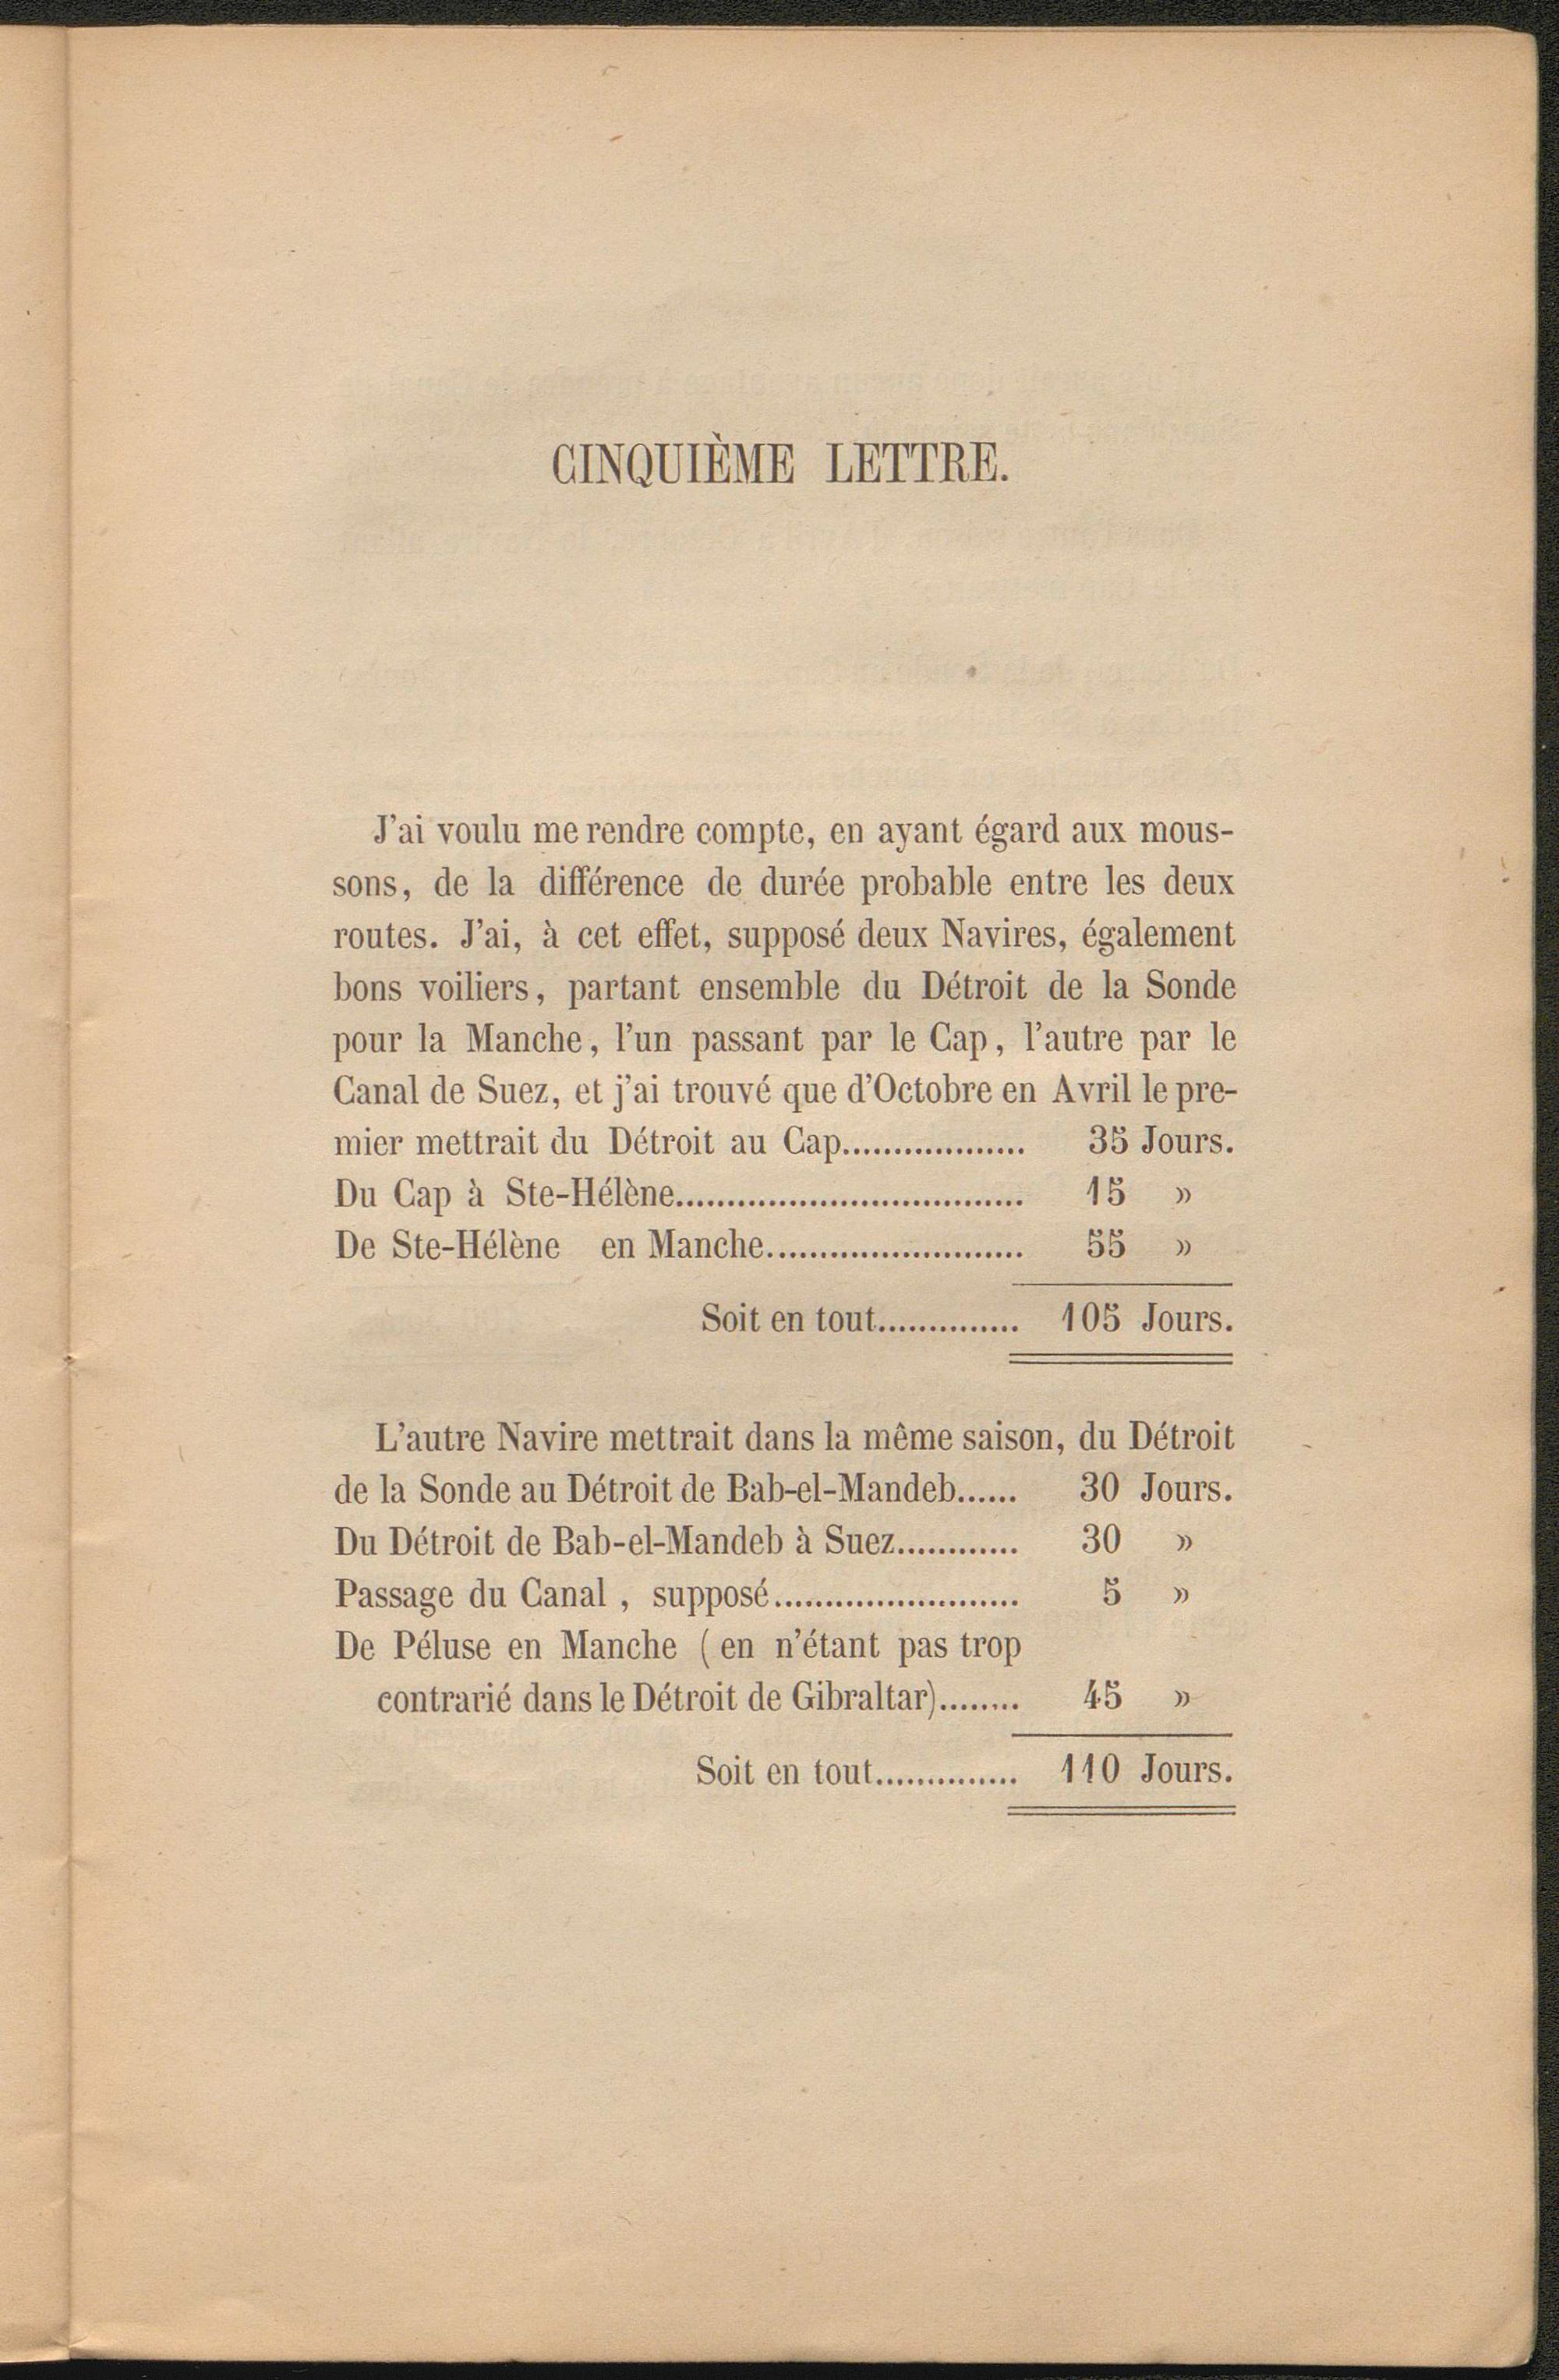 CINQUIÈME LETTRE.
J'ai voulu me rendre compte, en ayant égard aux mous-
sons, de la différence de durée probable entre les deux
routes. J'ai, à cet effet, supposé deux Navires, également
bons voiliers, partant ensemble du Détroit de la Sonde
pour la Manche, l'un passant par le Cap, l'autre par le
Canal de Suez, et j'ai trouvé que d'Octobre en Avril le pre-
mier mettrait du Détroit au Cap.................. 35 Jours.
Du Cap à Ste-Hélène.................................. 15 »
De Ste-Hélène en Manche......................... 55 »
Soit en tout.............. 105 Jours.
L'autre Navire mettrait dans la même saison, du Détroit
de la Sonde au Détroit de Bab-el-Mandeb...... 30 Jours.
Du Détroit de Bab-el-Mandeb à Suez............ 30 »
Passage du Canal , supposé........................ 5 »
De Péluse en Manche ( en n'étant pas trop
contrarié dans le Détroit de Gibraltar)........ 45 »
Soit en tout.............. 110 Jours.